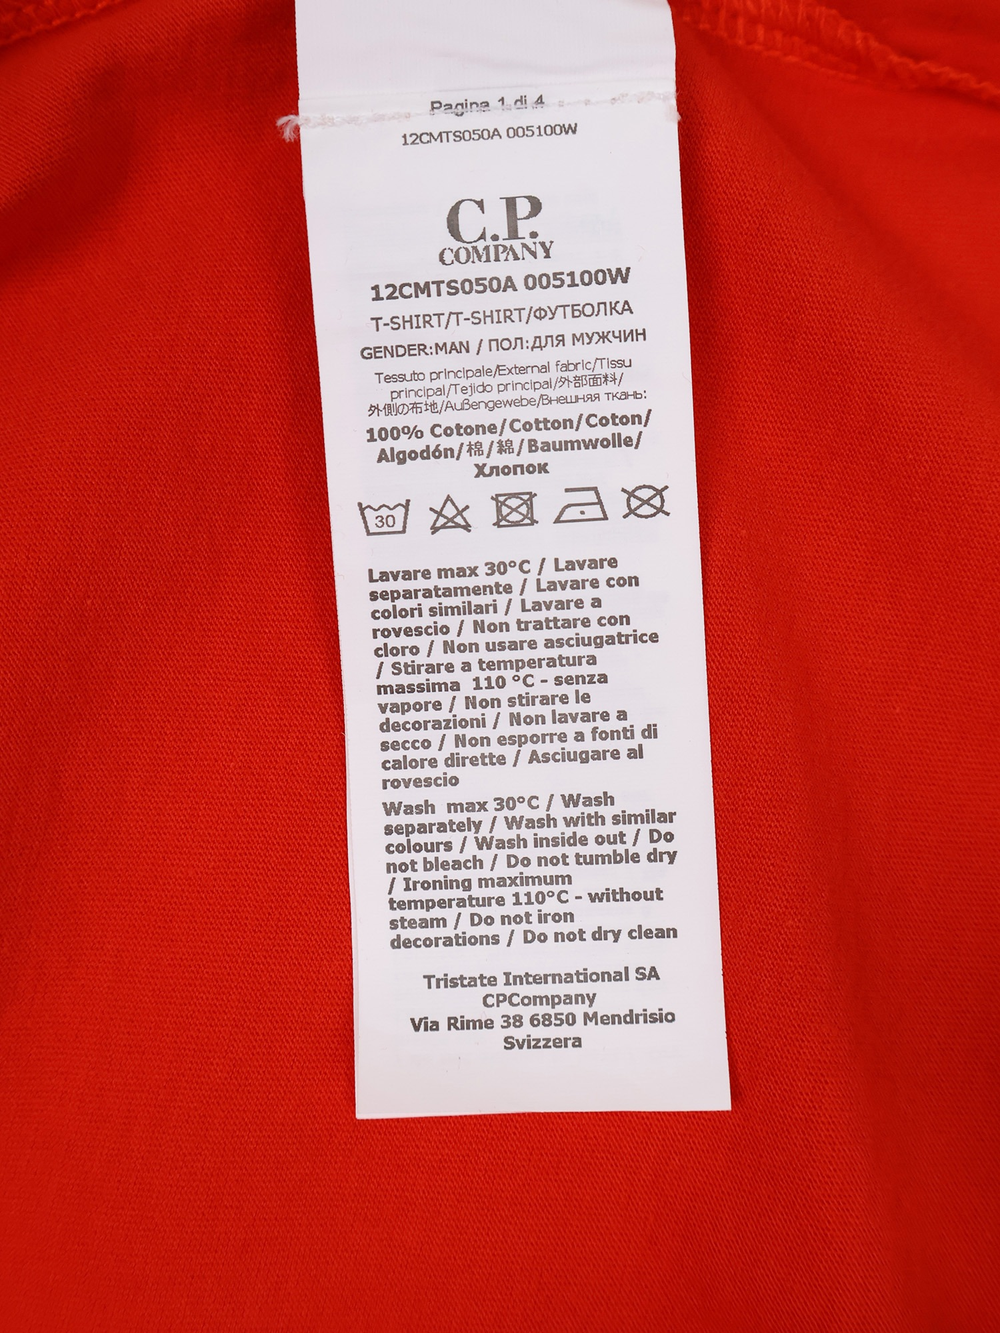 Pagina 1 di 4
12CMTS050A 005100W
C.P.
COMPANY
12CMTS050A 005100W
T-SHIRT/T-SHIRT/ФУТБОЛКА
GENDER:MAN / ПОЛ:ДЛЯ МУЖЧИН
Tessuto principale/External fabric/Tissu
principal/Tejido principal/外部面料/
外側の布地/Außengewebe/Внешняя ткань:
100% Cotone/Cotton/Coton/
Algodón/棉/綿/Baumwolle/
Хлопок
30
Lavare max 30°C / Lavare
separatamente / Lavare con
colori similari / Lavare a
rovescio / Non trattare con
cloro / Non usare asciugatrice
/ Stirare a temperatura
massima 110 °C - senza
vapore / Non stirare le
decorazioni / Non lavare a
secco / Non esporre a fonti di
calore dirette / Asciugare al
rovescio
Wash max 30°C / Wash
separately / Wash with similar
colours / Wash inside out / Do
not bleach / Do not tumble dry
/ Ironing maximum
temperature 110°C - without
steam / Do not iron
decorations / Do not dry clean
Tristate International SA
CPCompany
Via Rime 38 6850 Mendrisio
Svizzera